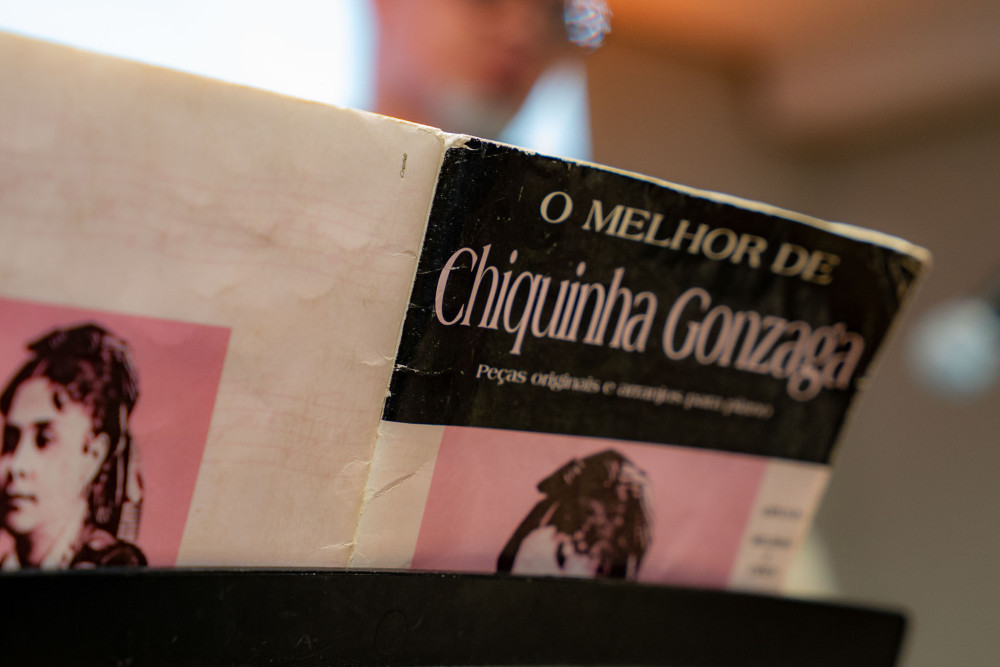 O MELHOR DE
Chiquinha Gonzaga
Peças originais e arranjos para piano